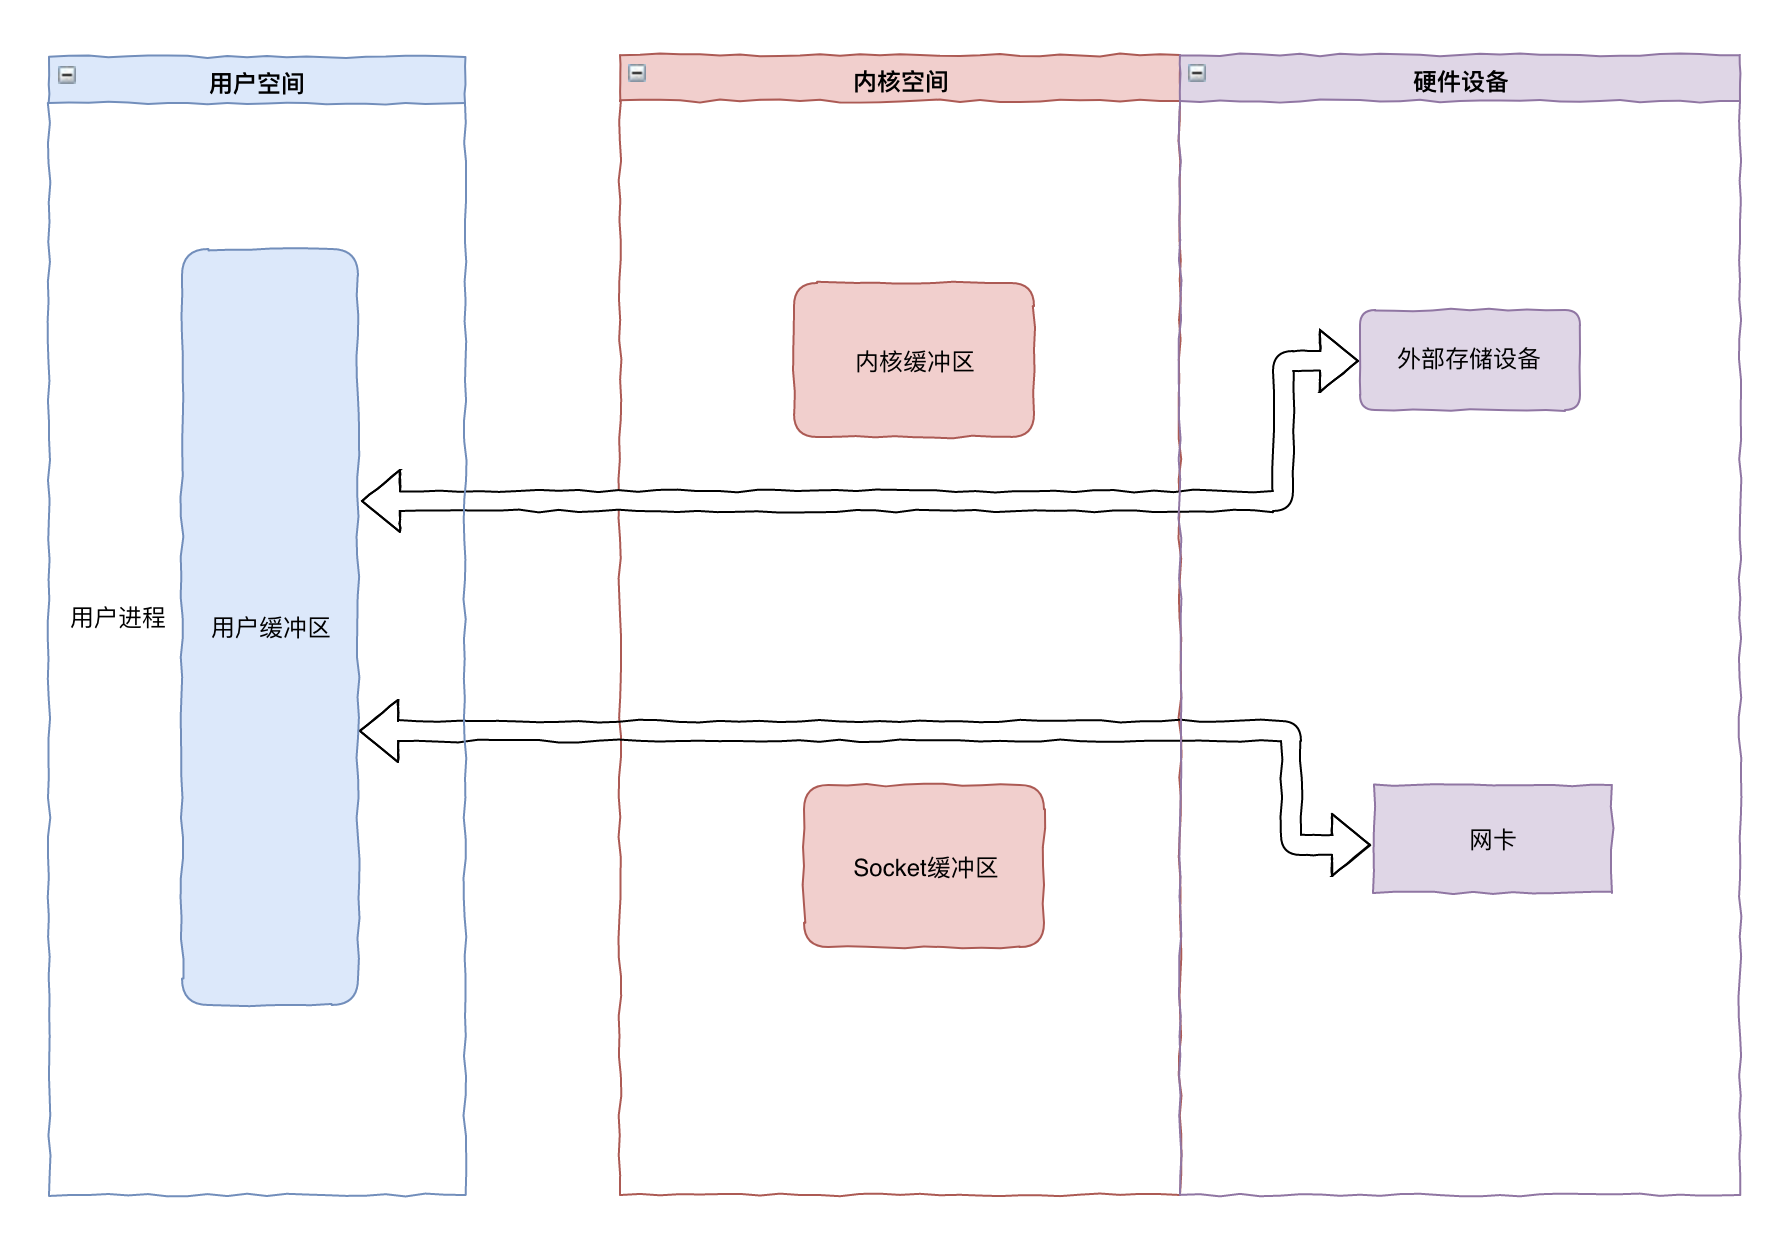 用户空间
内核空间
硬件设备
内核缓冲区
外部存储设备
用户进程
用户缓冲区
Socket缓冲区
网卡